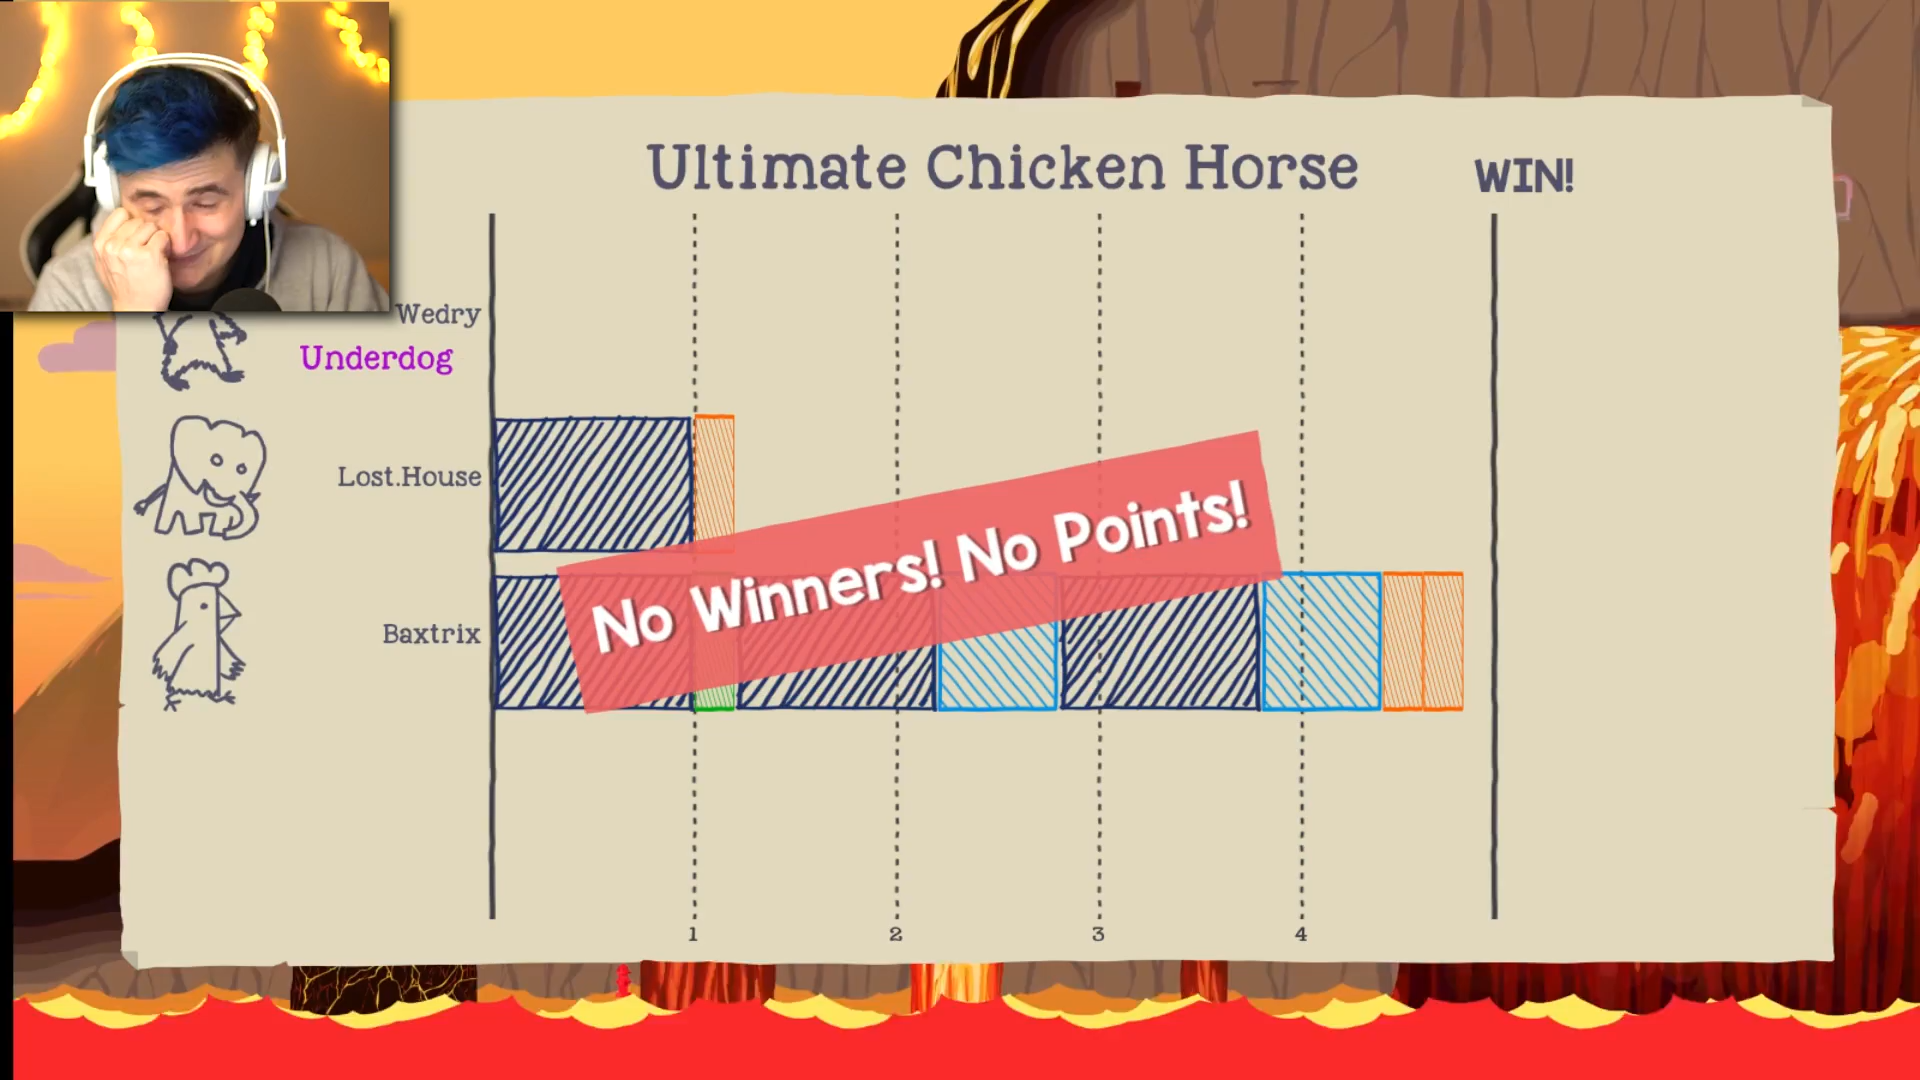 Ultimate Chicken Horse
WIN!
Wedry
Underdog
Lost.House
No Winners! No Points!
Baxtrix
1 2 3 4